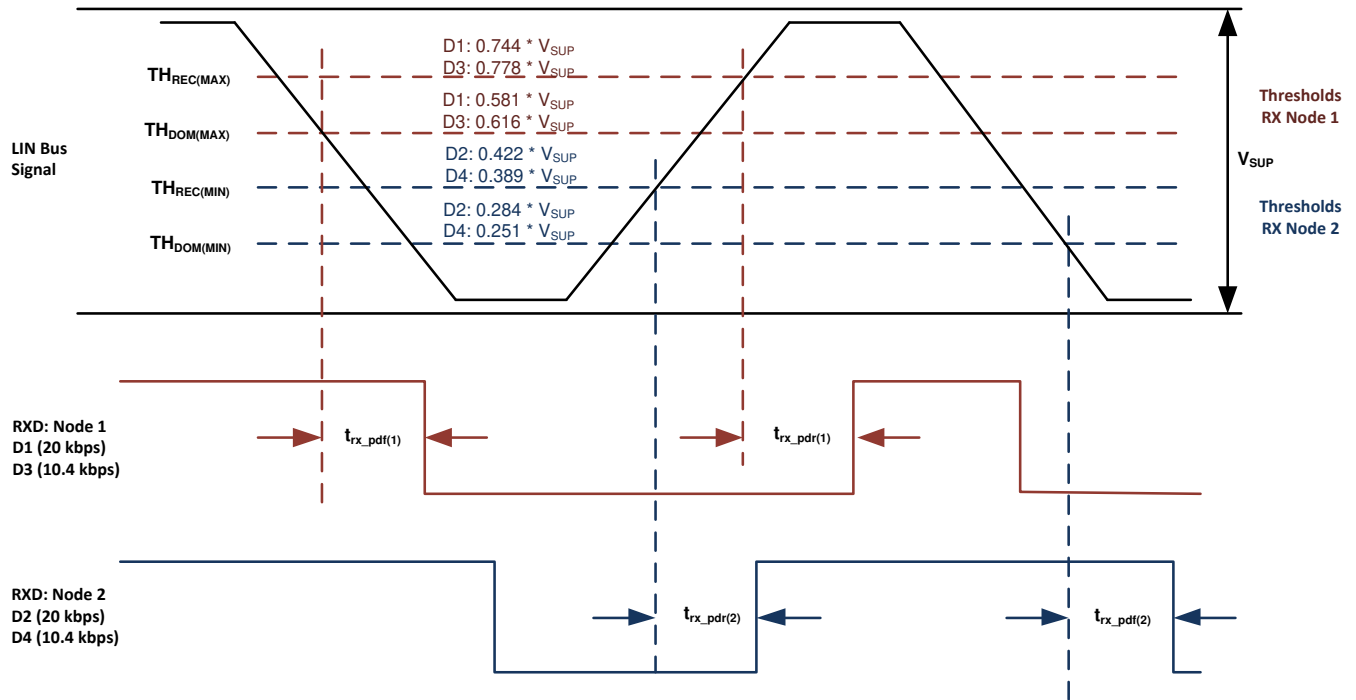 D1: 0.744 * VSUP
D3: 0.778 * VSUP
THREC(MAX)
D1: 0.581 * VSUP
D3: 0.616 * VSUP
THDOM(MAX)
Thresholds
RX Node 1
LIN Bus
Signal
D2: 0.422 * VSUP
D4: 0.389 * VSUP
THREC(MIN)
VSUP
D2: 0.284 * VSUP
D4: 0.251 * VSUP
THDOM(MIN)
Thresholds
RX Node 2
RXD: Node 1
D1 (20 kbps)
D3 (10.4 kbps)
trx_pdf(1)
trx_pdr(1)
RXD: Node 2
D2 (20 kbps)
D4 (10.4 kbps)
trx_pdr(2)
trx_pdf(2)